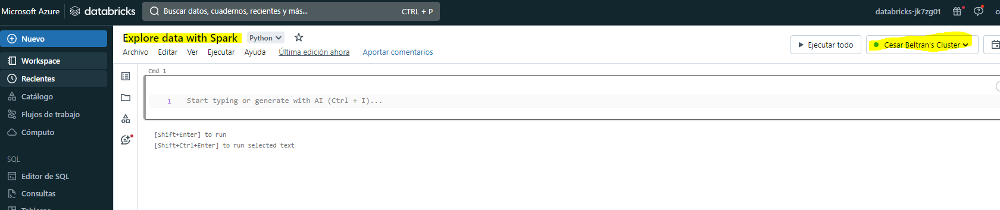 Microsoft Azure databricks Buscar datos, cuadernos, recientes y más... CTRL + P databricks-jk7zg01
Nuevo
Workspace
Recientes
Catálogo
Flujos de trabajo
Cómputo
SQL
Editor de SQL
Consultas
Explore data with Spark Python Ejecutar todo Cesar Beltran's Cluster
Archivo Editar Ver Ejecutar Ayuda Última edición ahora Aportar comentarios
Cmd 1
1 Start typing or generate with AI (Ctrl + I)...
[Shift+Enter] to run
[Shift+Ctrl+Enter] to run selected text